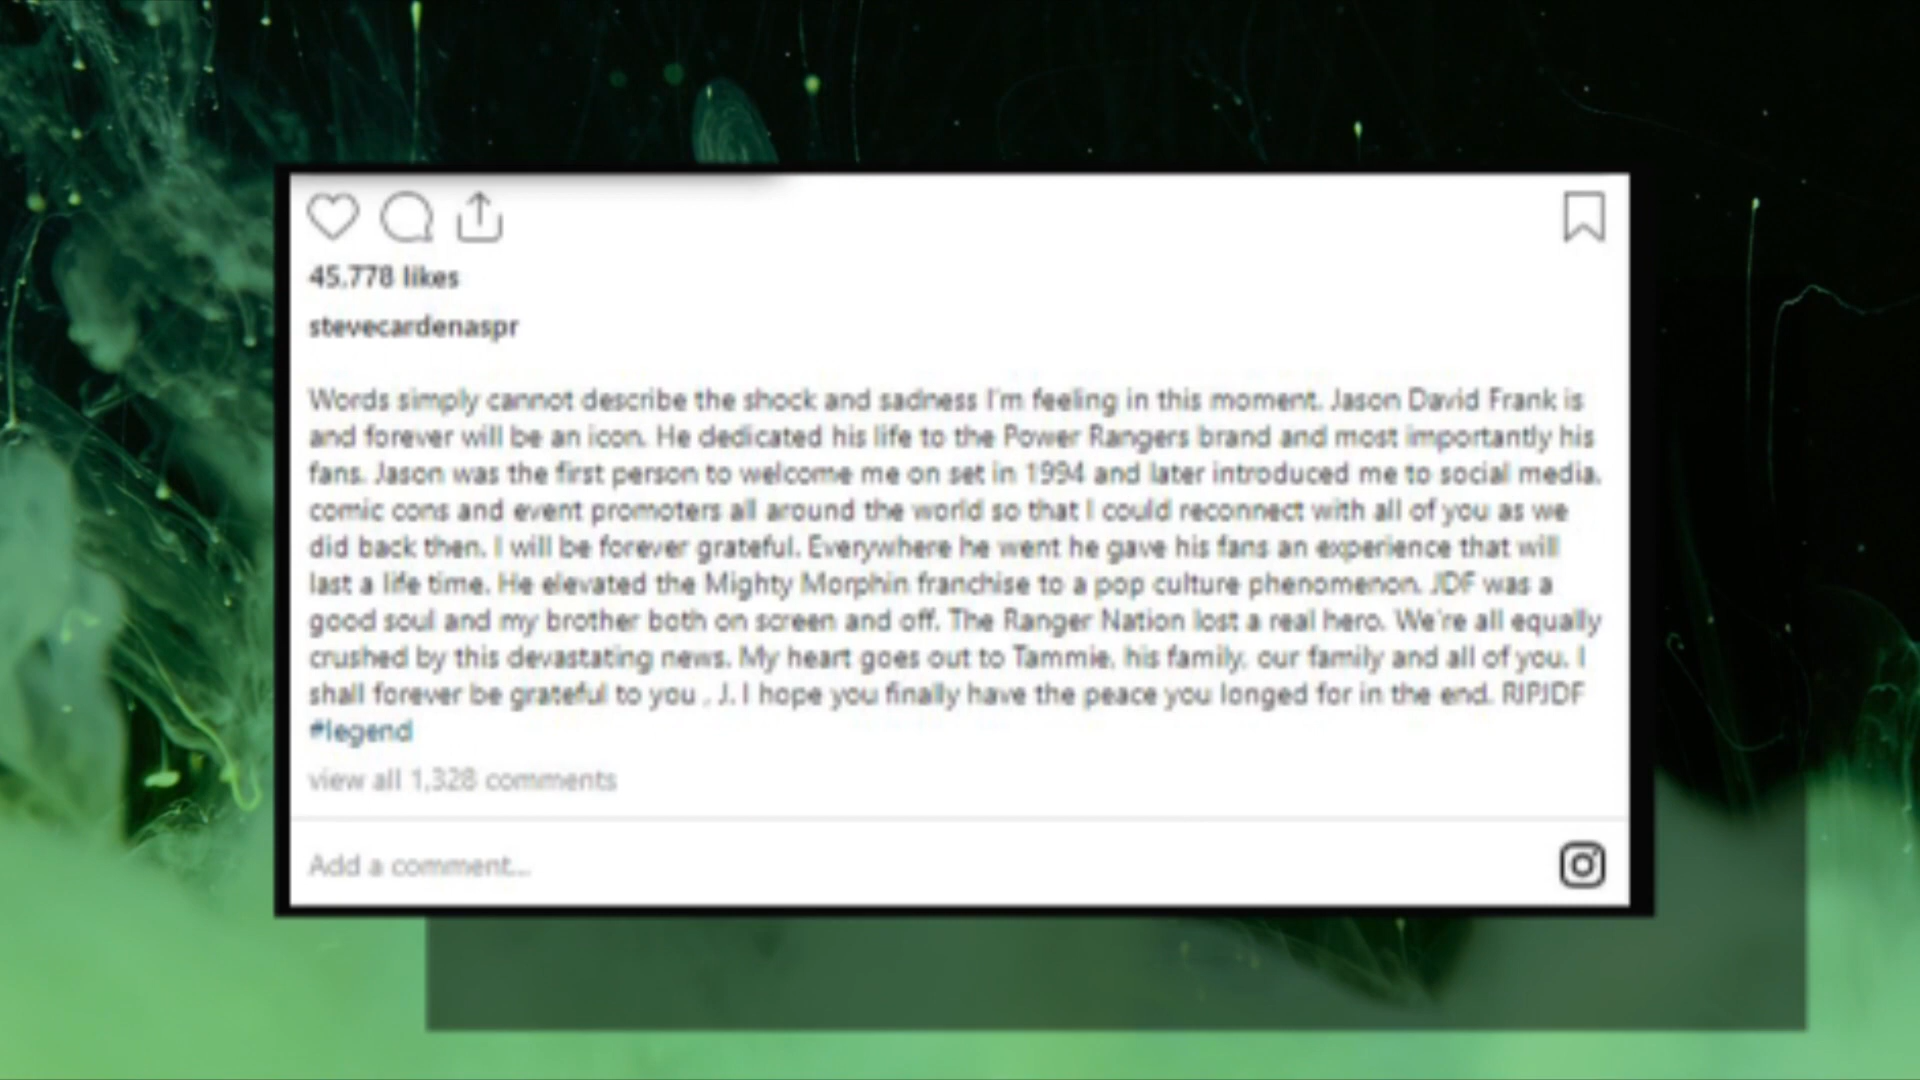 45.778 likes
stevecardenaspr
Words simply cannot describe the shock and sadness I'm feeling in this moment. Jason David Frank is
and forever will be an icon. He dedicated his life to the Power Rangers brand and most importantly his
fans. Jason was the first person to welcome me on set in 1994 and later introduced me to social media,
comic cons and event promoters all around the world so that I could reconnect with all of you as we
did back then. I will be forever grateful. Everywhere he went he gave his fans an experience that will
last a life time. He elevated the Mighty Morphin franchise to a pop culture phenomenon. JDF was a
good soul and my brother both on screen and off. The Ranger Nation lost a real hero. We're all equally
crushed by this devastating news. My heart goes out to Tammie, his family, our family and all of you. I
shall forever be grateful to you , J. I hope you finally have the peace you longed for in the end. RIPJDF
#legend
view all 1,328 comments
Add a comment...